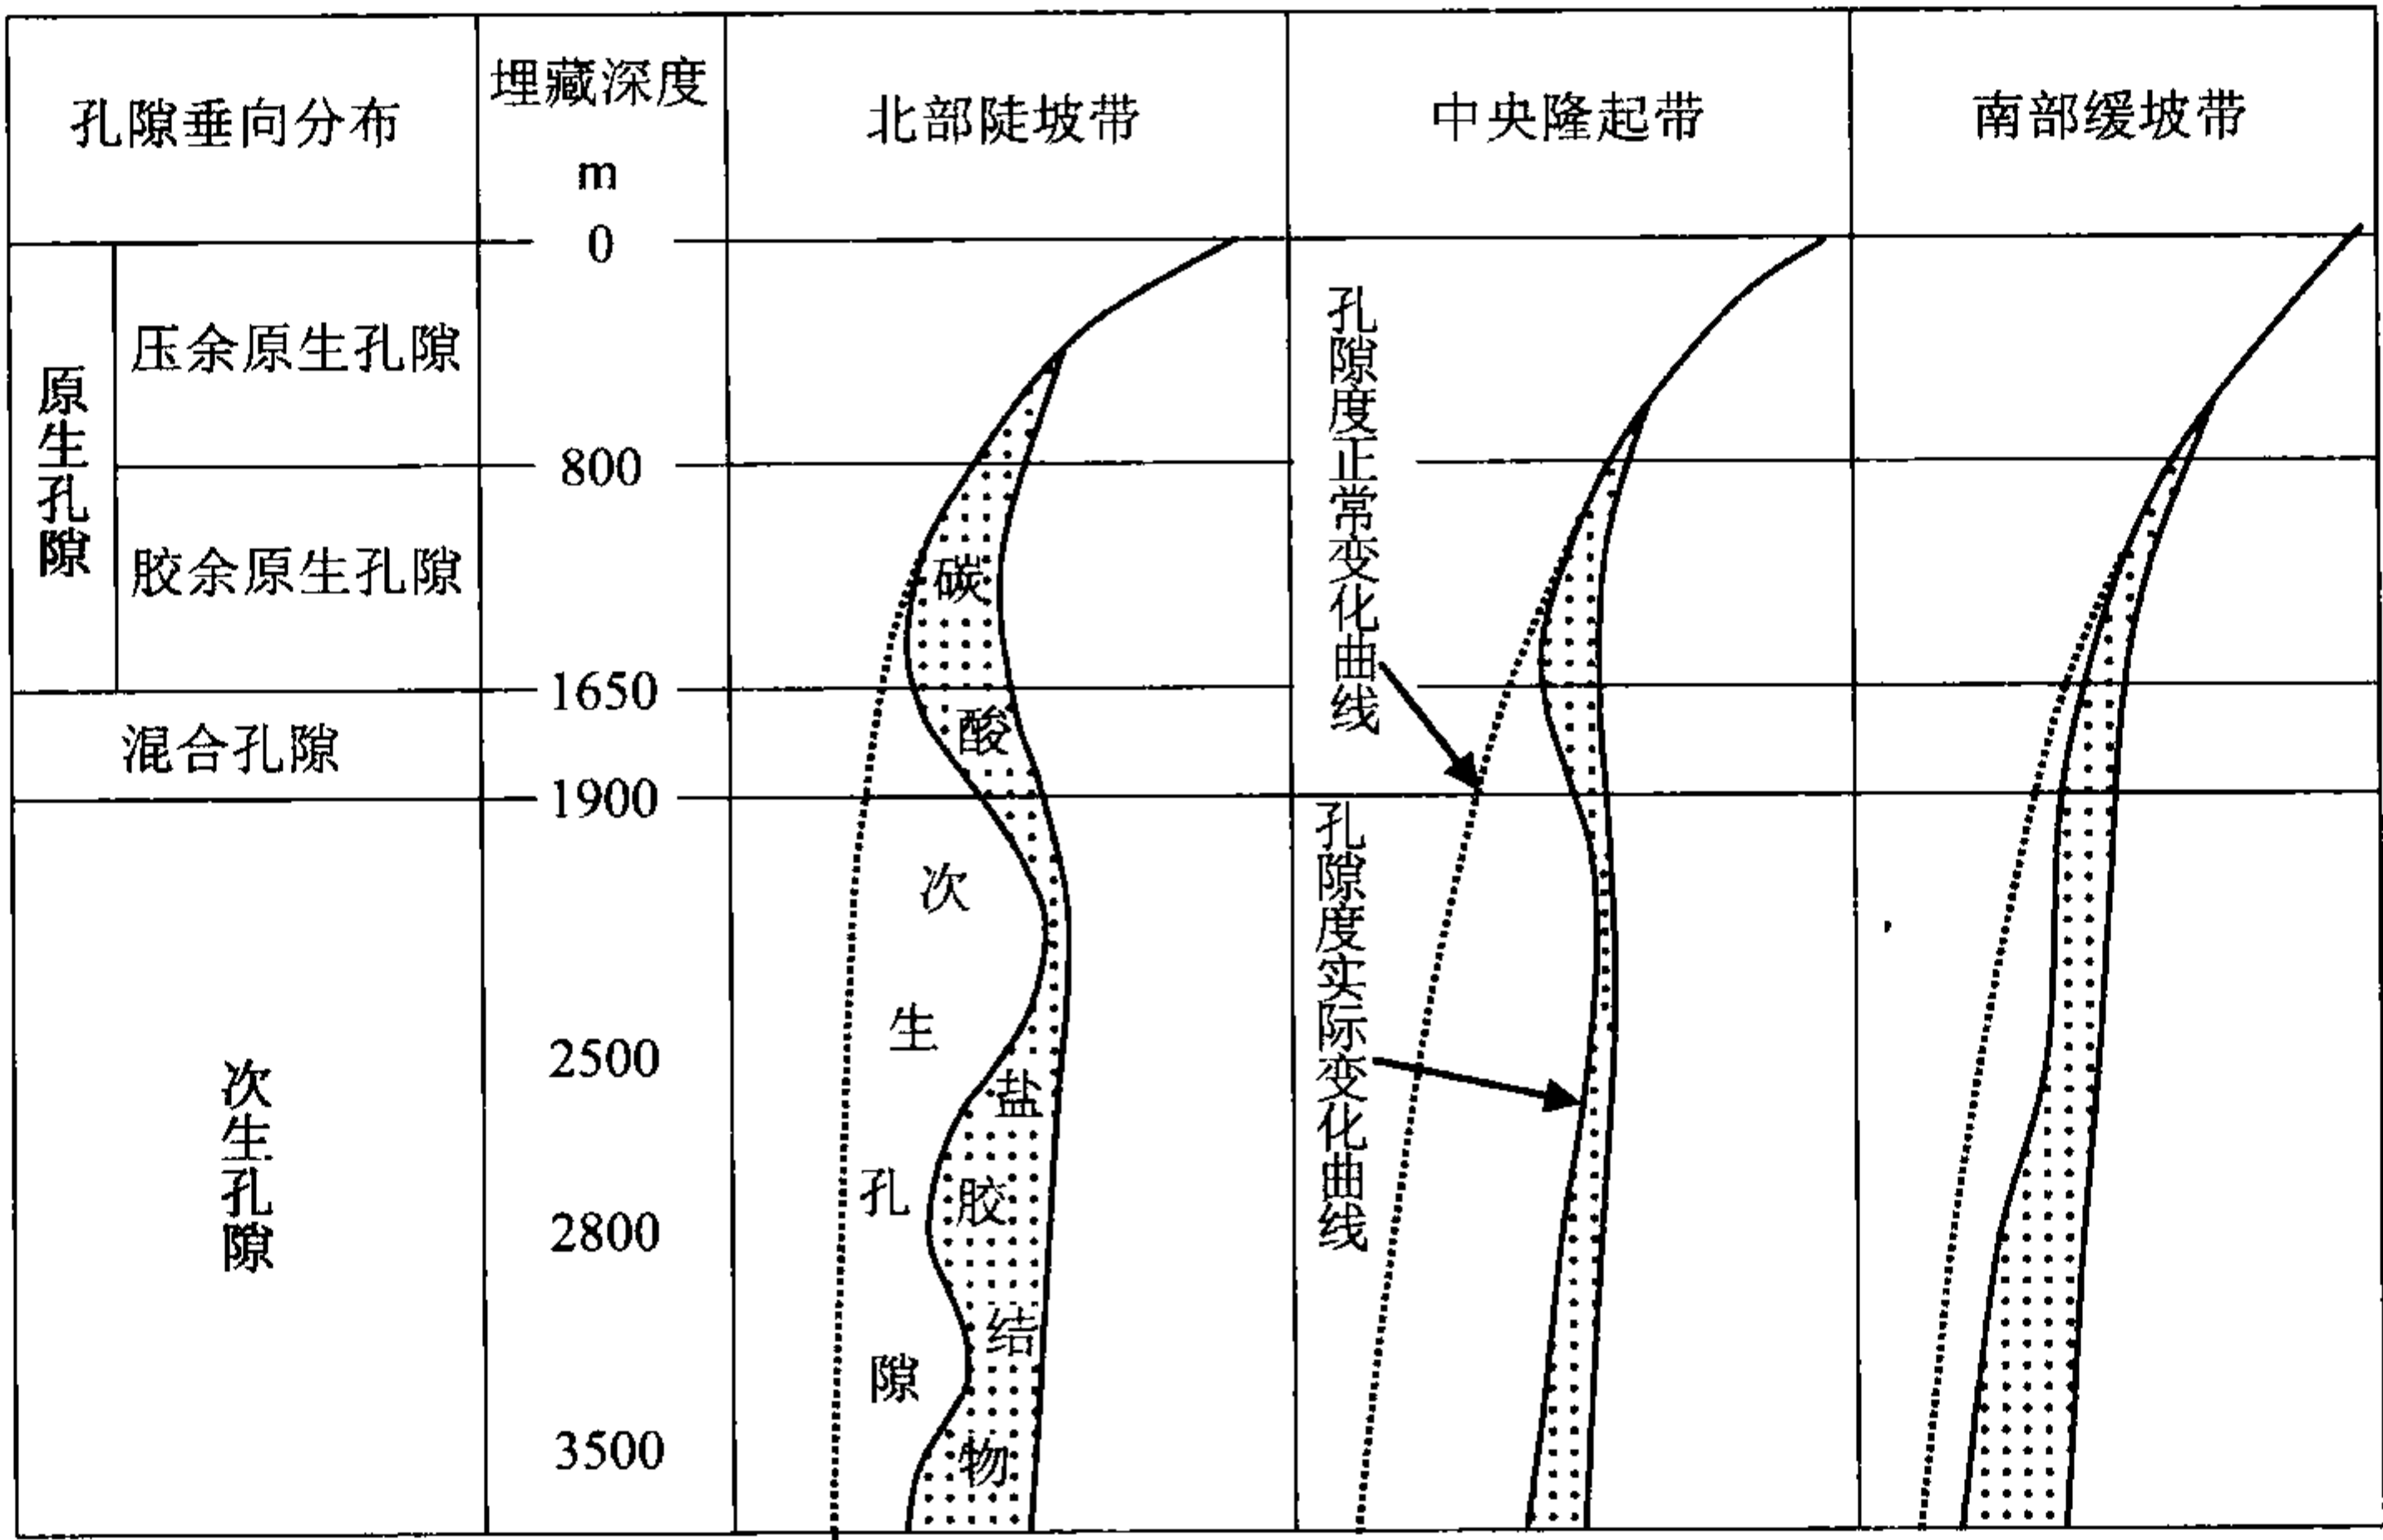 孔隙垂向分布
埋藏深度
m
北部陡坡带
中央隆起带
南部缓坡带
0
800
1650
1900
2500
2800
3500
原生孔隙
压余原生孔隙
胶余原生孔隙
混合孔隙
次生孔隙
碳酸盐胶结物
次生孔隙
孔隙度正常变化曲线
孔隙度实际变化曲线